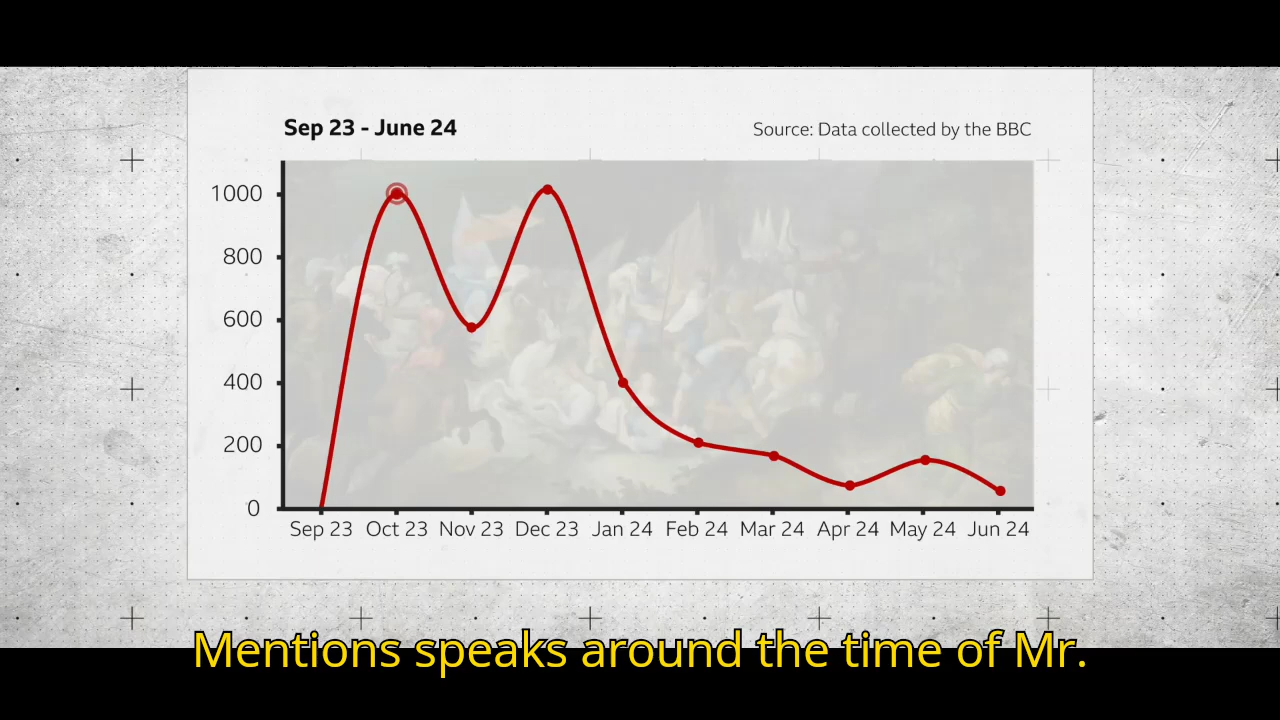 Sep 23 - June 24
Source: Data collected by the BBC
1000
800
600
400
200
0
Sep 23 Oct 23 Nov 23 Dec 23 Jan 24 Feb 24 Mar 24 Apr 24 May 24 Jun 24
Mentions speaks around the time of Mr.